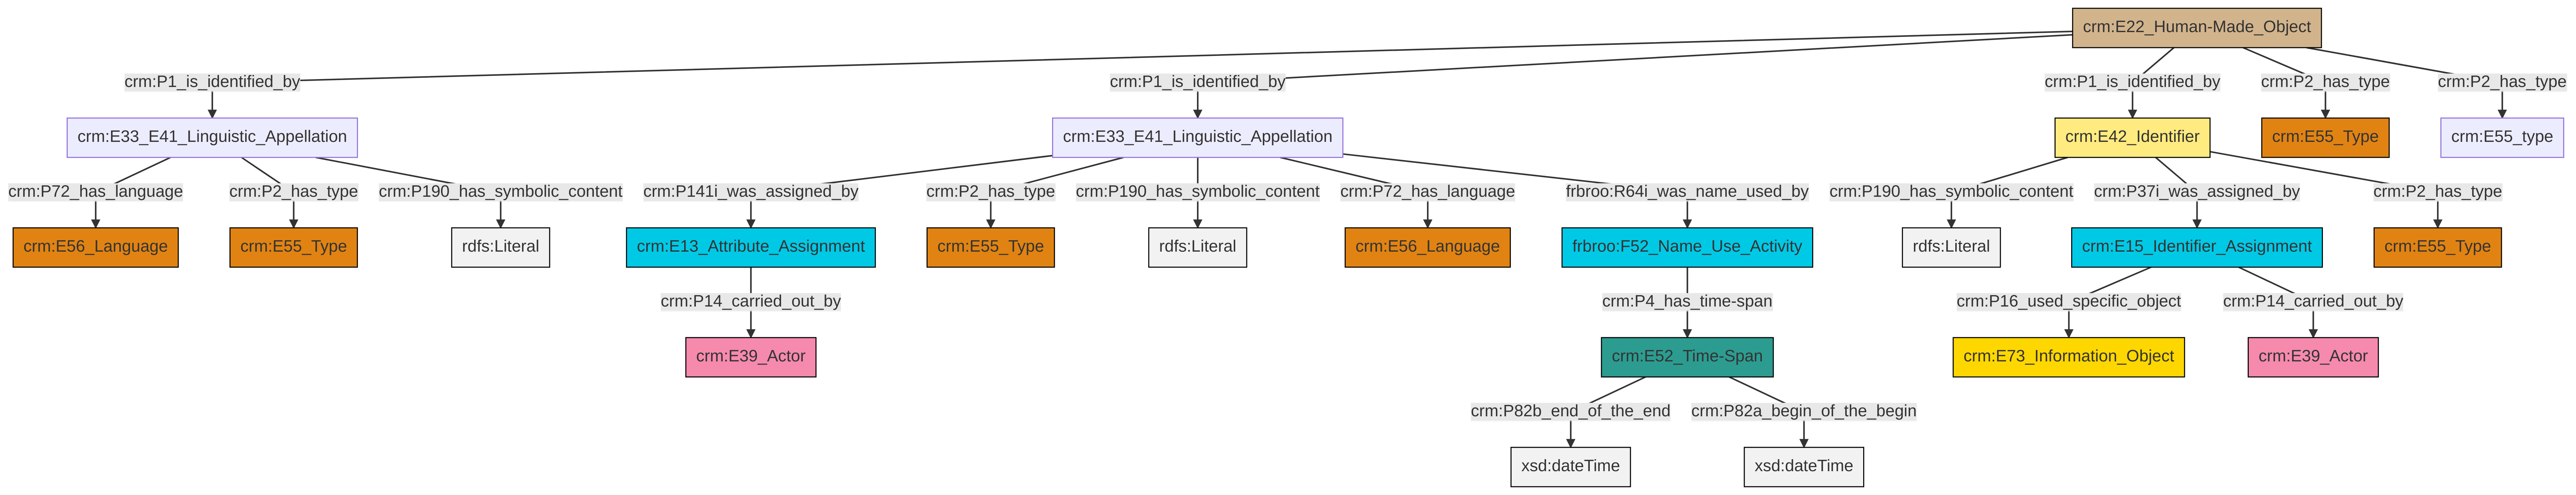 crm:E22_Human-Made_Object
crm:P1_is_identified_by
crm:P1_is_identified_by
crm:P1_is_identified_by
crm:P2_has_type
crm:P2_has_type
crm:E33_E41_Linguistic_Appellation
crm:E33_E41_Linguistic_Appellation
crm:E42_Identifier
crm:E55_Type
crm:E55_type
crm:P72_has_language
crm:P2_has_type
crm:P190_has_symbolic_content
crm:P141i_was_assigned_by
crm:P2_has_type
crm:P190_has_symbolic_content
crm:P72_has_language
frbroo:R64i_was_name_used_by
crm:P190_has_symbolic_content
crm:P37i_was_assigned_by
crm:P2_has_type
crm:E56_Language
crm:E55_Type
rdfs:Literal
crm:E13_Attribute_Assignment
crm:E55_Type
rdfs:Literal
crm:E56_Language
frbroo:F52_Name_Use_Activity
rdfs:Literal
crm:E15_Identifier_Assignment
crm:E55_Type
crm:P14_carried_out_by
crm:P4_has_time-span
crm:P16_used_specific_object
crm:P14_carried_out_by
crm:E39_Actor
crm:E52_Time-Span
crm:E73_Information_Object
crm:E39_Actor
crm:P82b_end_of_the_end
crm:P82a_begin_of_the_begin
xsd:dateTime
xsd:dateTime